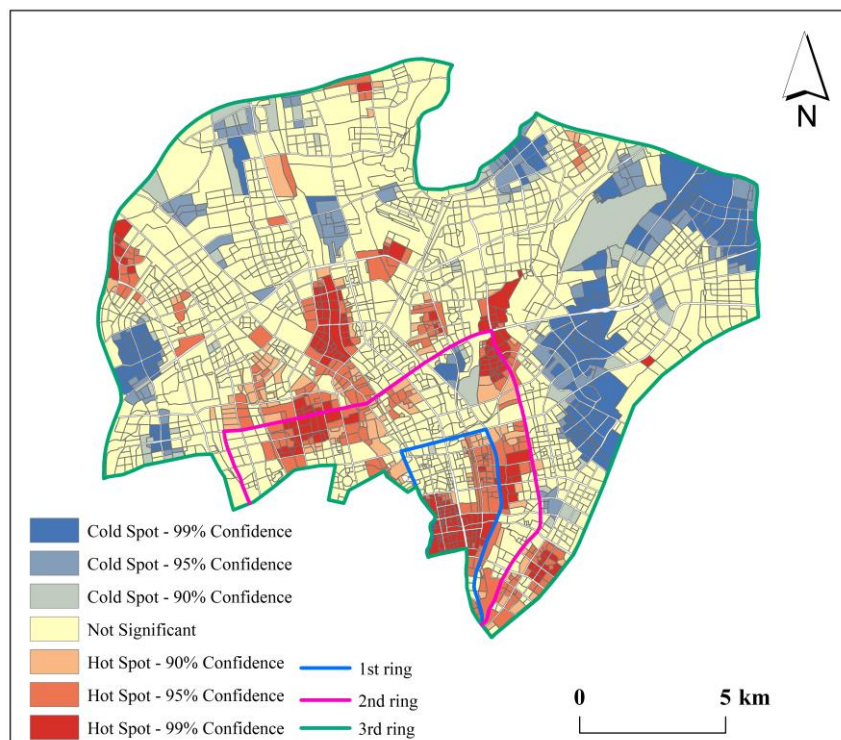 N
Cold Spot - 99% Confidence
Cold Spot - 95% Confidence
Cold Spot - 90% Confidence
Not Significant
Hot Spot - 90% Confidence
Hot Spot - 95% Confidence
Hot Spot - 99% Confidence
1st ring
2nd ring
3rd ring
0 5 km